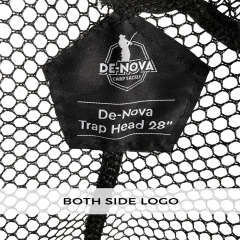 DE-NOVA
CARP TACKLE
De-Nova
Trap Head 28"
BOTH SIDE LOGO